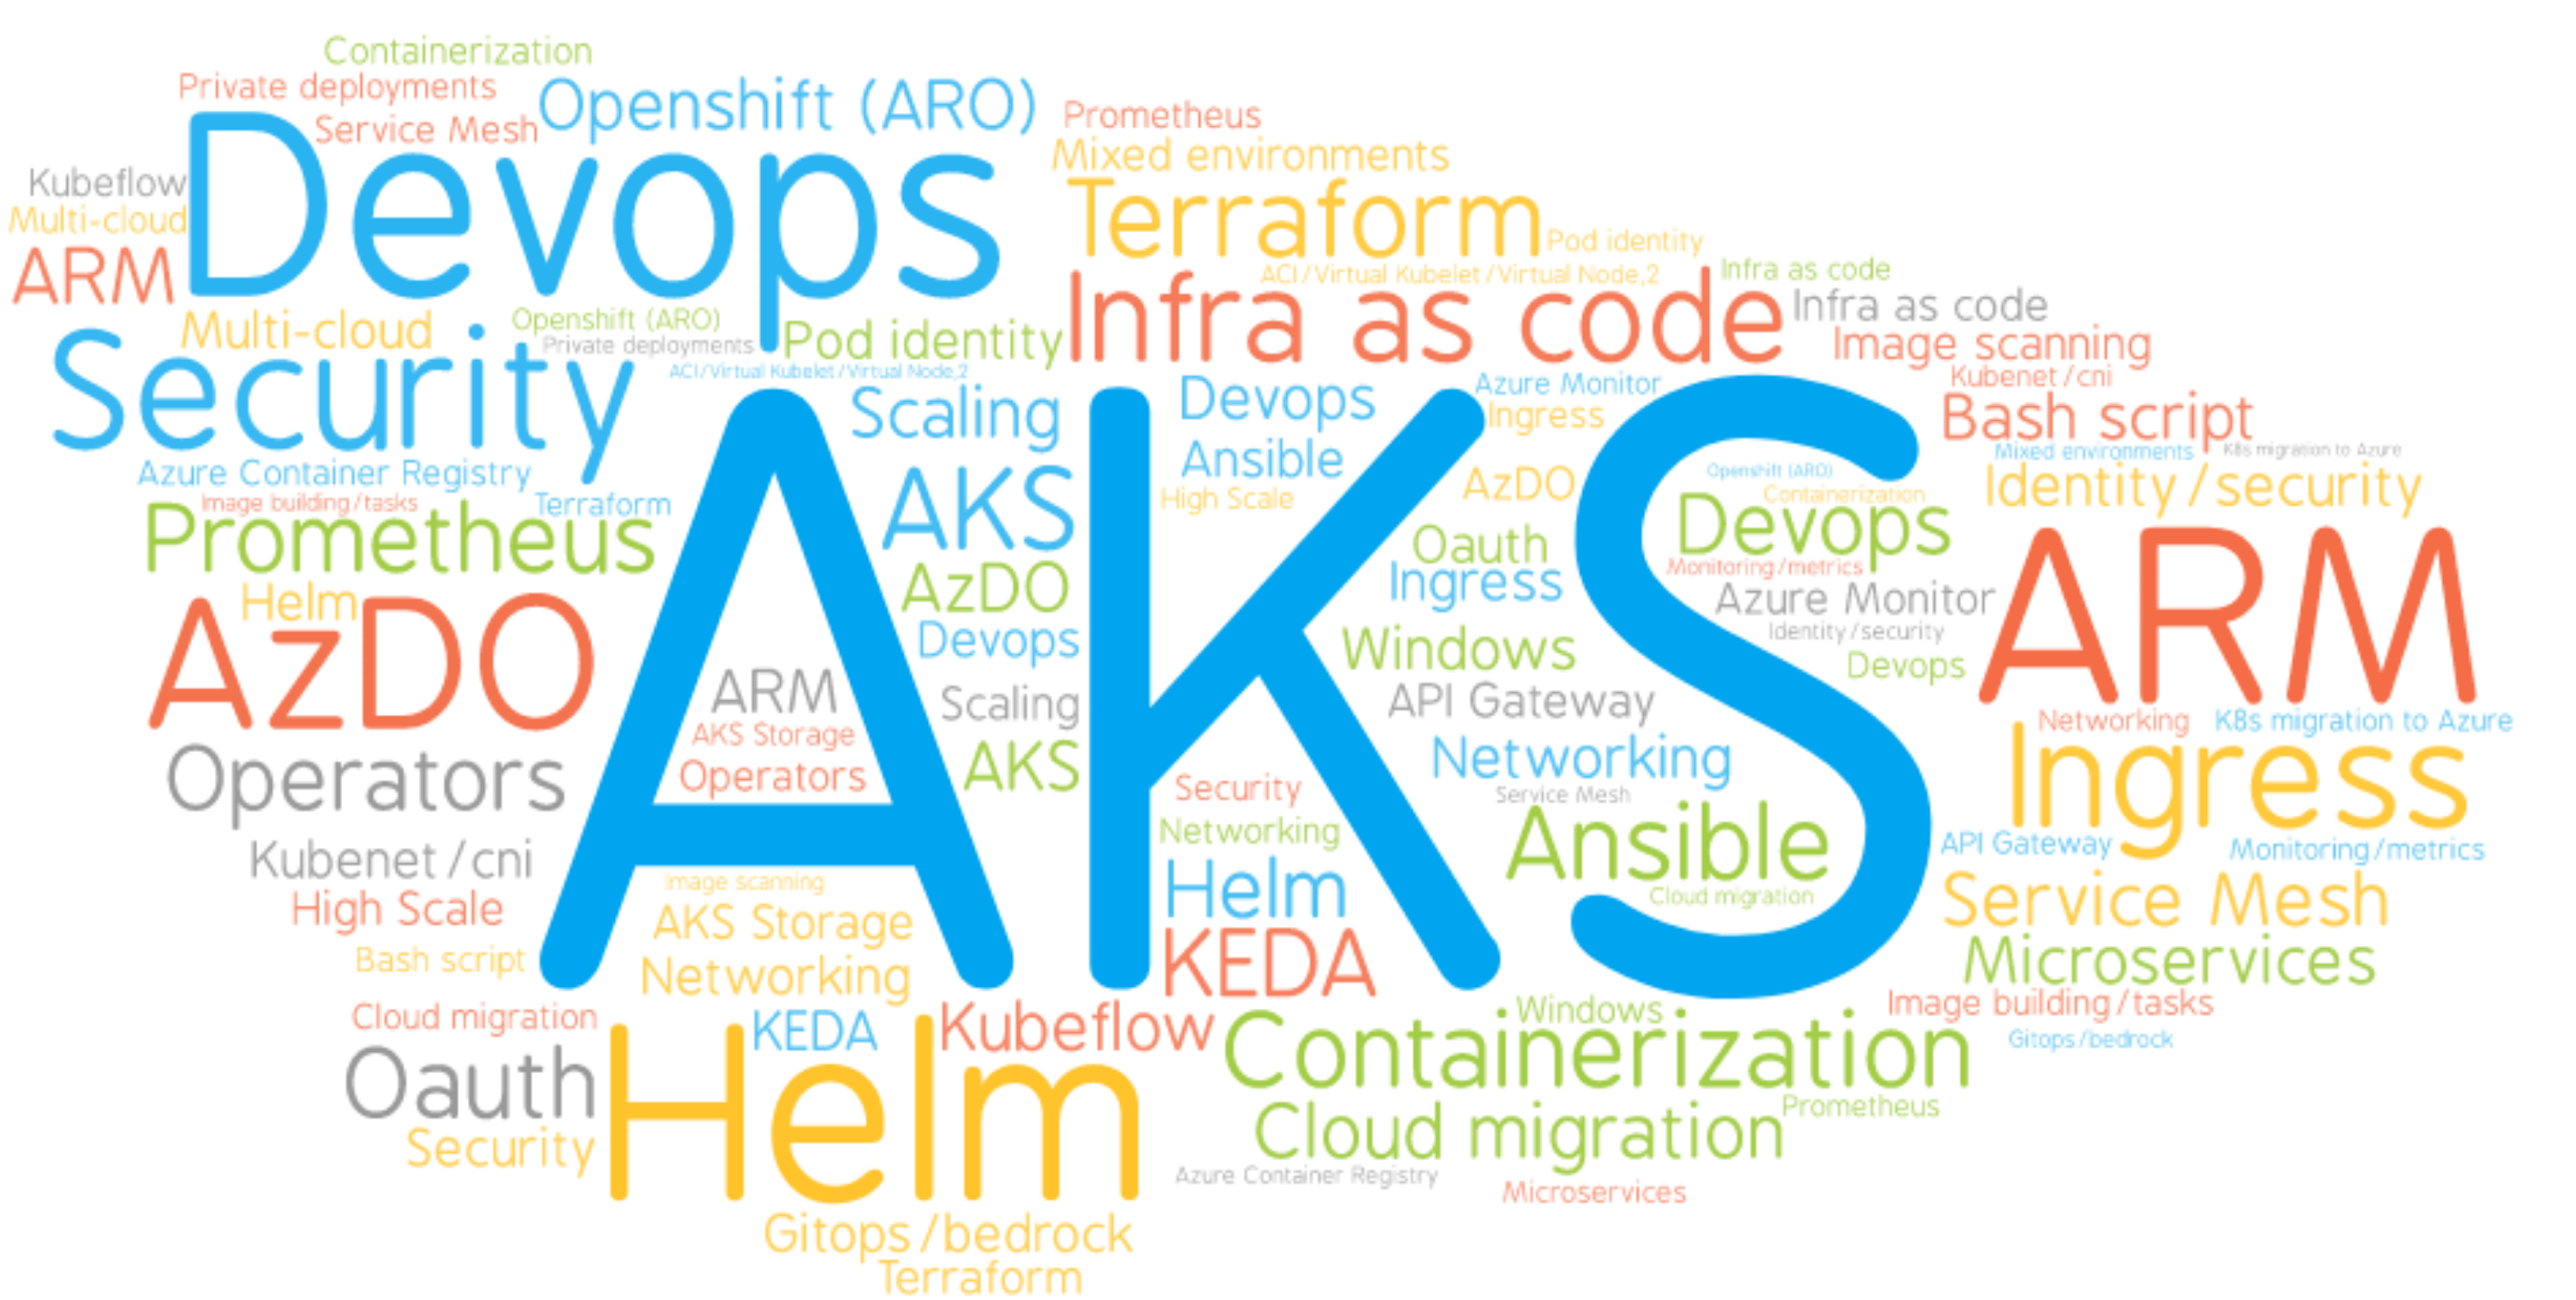 Containerization
Private deployments
Openshift (ARO)
Prometheus
Service Mesh
Mixed environments
Kubeflow
Devops
Terraform
Multi-cloud
Pod identity
ARM
ACI/Virtual Kubelet/Virtual Node,2
Infra as code
Infra as code
Infra as code
Multi-cloud
Openshift (ARO)
Pod identity
Private deployments
Image scanning
Security
ACI/Virtual Kubelet/Virtual Node,2
Kubenet/cni
Scaling
Devops
Azure Monitor
Ingress
Bash script
Mixed environments
K8s migration to Azure
Azure Container Registry
Ansible
Openshift (ARO)
Image building/tasks
Terraform
AKS
High Scale
AzDO
Containerization
Identity/security
Prometheus
Oauth
Devops
ARM
Monitoring/metrics
Helm
AzDO
Ingress
Azure Monitor
AzDO
Devops
Windows
Identity/security
Devops
AKS
ARM
Scaling
API Gateway
Networking
K8s migration to Azure
AKS Storage
Operators
Operators
AKS
Networking
Ingress
Security
Service Mesh
Networking
Ansible
API Gateway
Monitoring/metrics
Kubenet/cni
Image scanning
Helm
Cloud migration
Service Mesh
High Scale
AKS Storage
Bash script
Networking
KEDA
Microservices
Cloud migration
KEDA
Kubeflow
Windows
Image building/tasks
Helm
Containerization
Gitops/bedrock
Oauth
Prometheus
Security
Cloud migration
Azure Container Registry
Microservices
Gitops/bedrock
Terraform